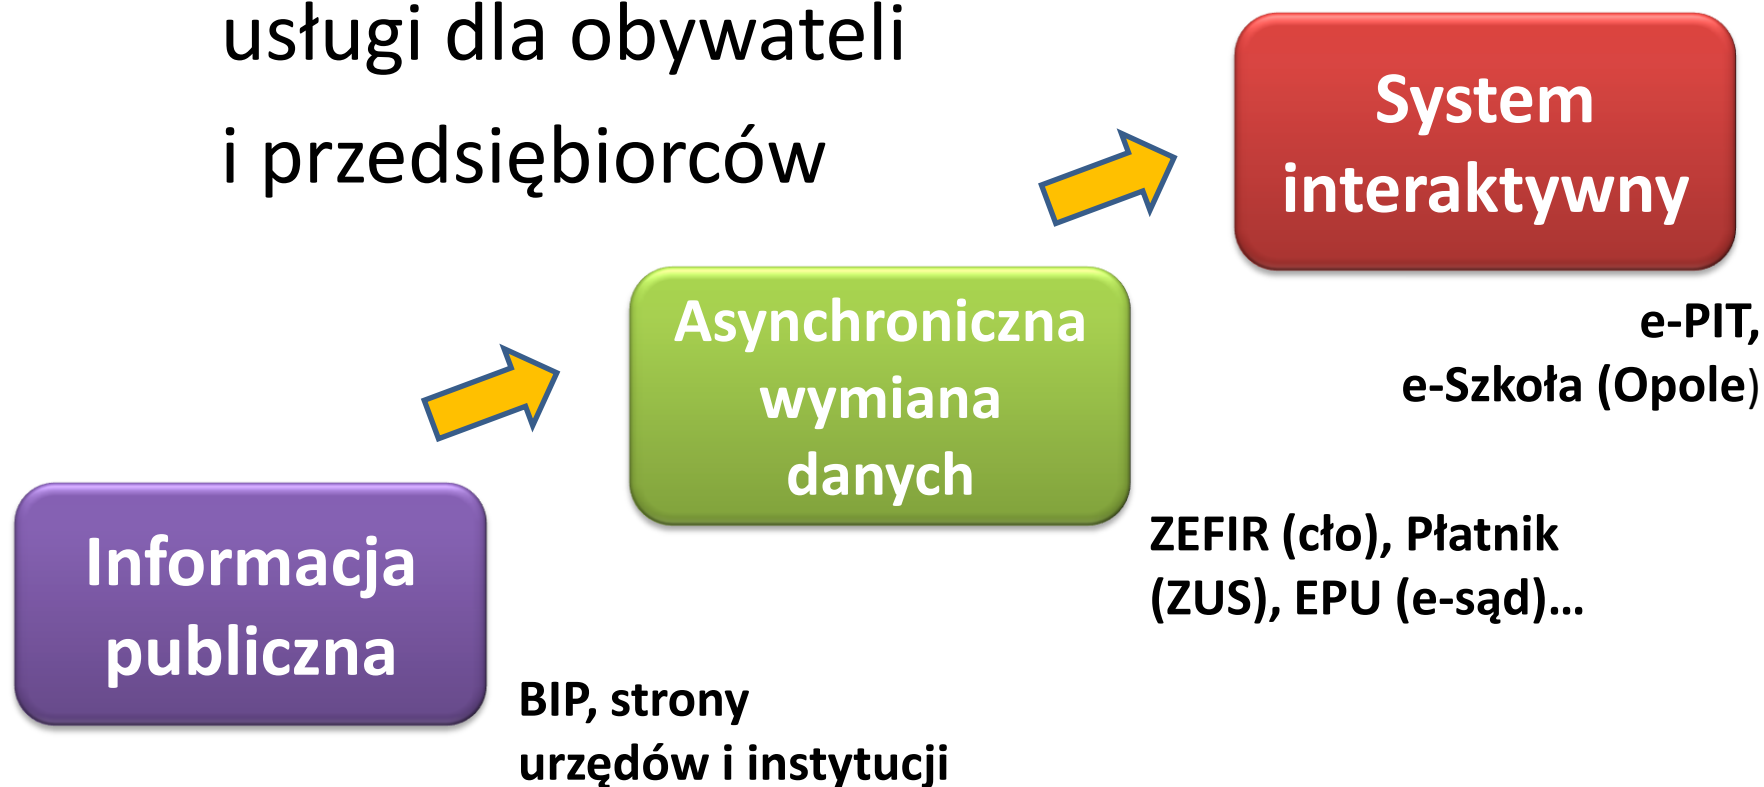 usługi dla obywateli
i przedsiębiorców
System
interaktywny
e-PIT,
e-Szkoła (Opole)
Asynchroniczna
wymiana
danych
ZEFIR (cło), Płatnik
(ZUS), EPU (e-sąd)…
Informacja
publiczna
BIP, strony
urzędów i instytucji